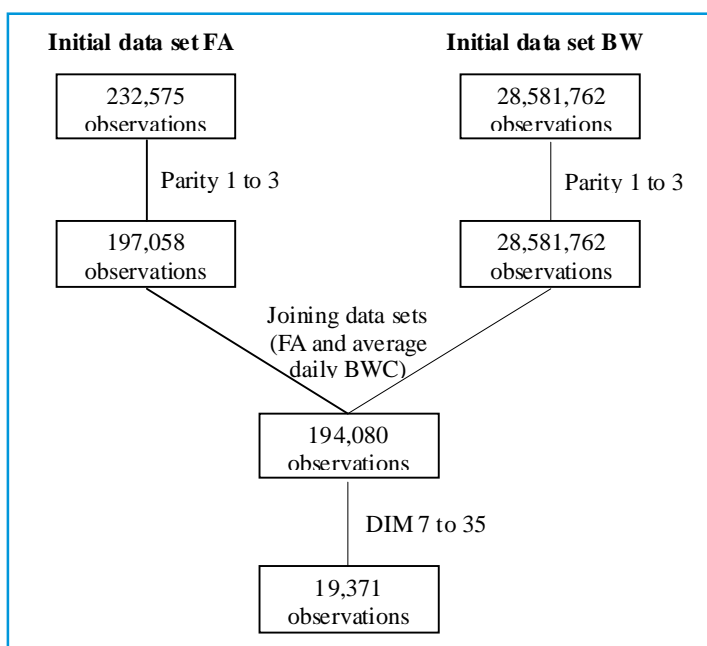 Initial data set FA
Initial data set BW
232,575
observations
28,581,762
observations
Parity 1 to 3
Parity 1 to 3
197,058
observations
28,581,762
observations
Joining data sets
(FA and average
daily BWC)
194,080
observations
DIM 7 to 35
19,371
observations